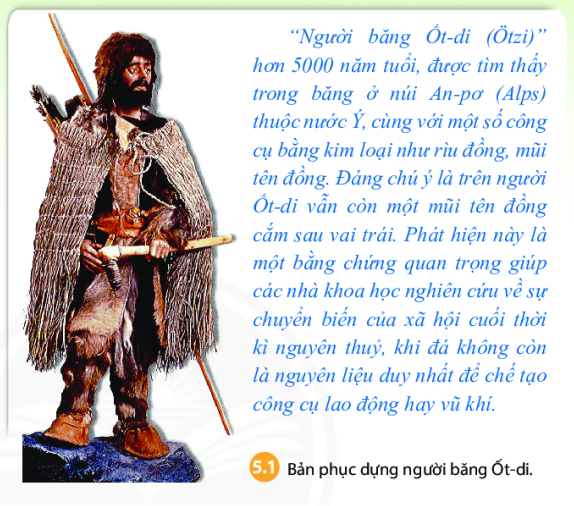 “Người băng Ốt-di (Ötzi)”
hơn 5000 năm tuổi, được tìm thấy
trong băng ở núi An-pơ (Alps)
thuộc nước Ý, cùng với một số công
cụ bằng kim loại như rìu đồng, mũi
tên đồng. Đáng chú ý là trên người
Ốt-di vẫn còn một mũi tên đồng
cắm sau vai trái. Phát hiện này là
một bằng chứng quan trọng giúp
các nhà khoa học nghiên cứu về sự
chuyển biến của xã hội cuối thời
kì nguyên thuỷ, khi đá không còn
là nguyên liệu duy nhất để chế tạo
công cụ lao động hay vũ khí.
5.1 Bản phục dựng người băng Ốt-di.